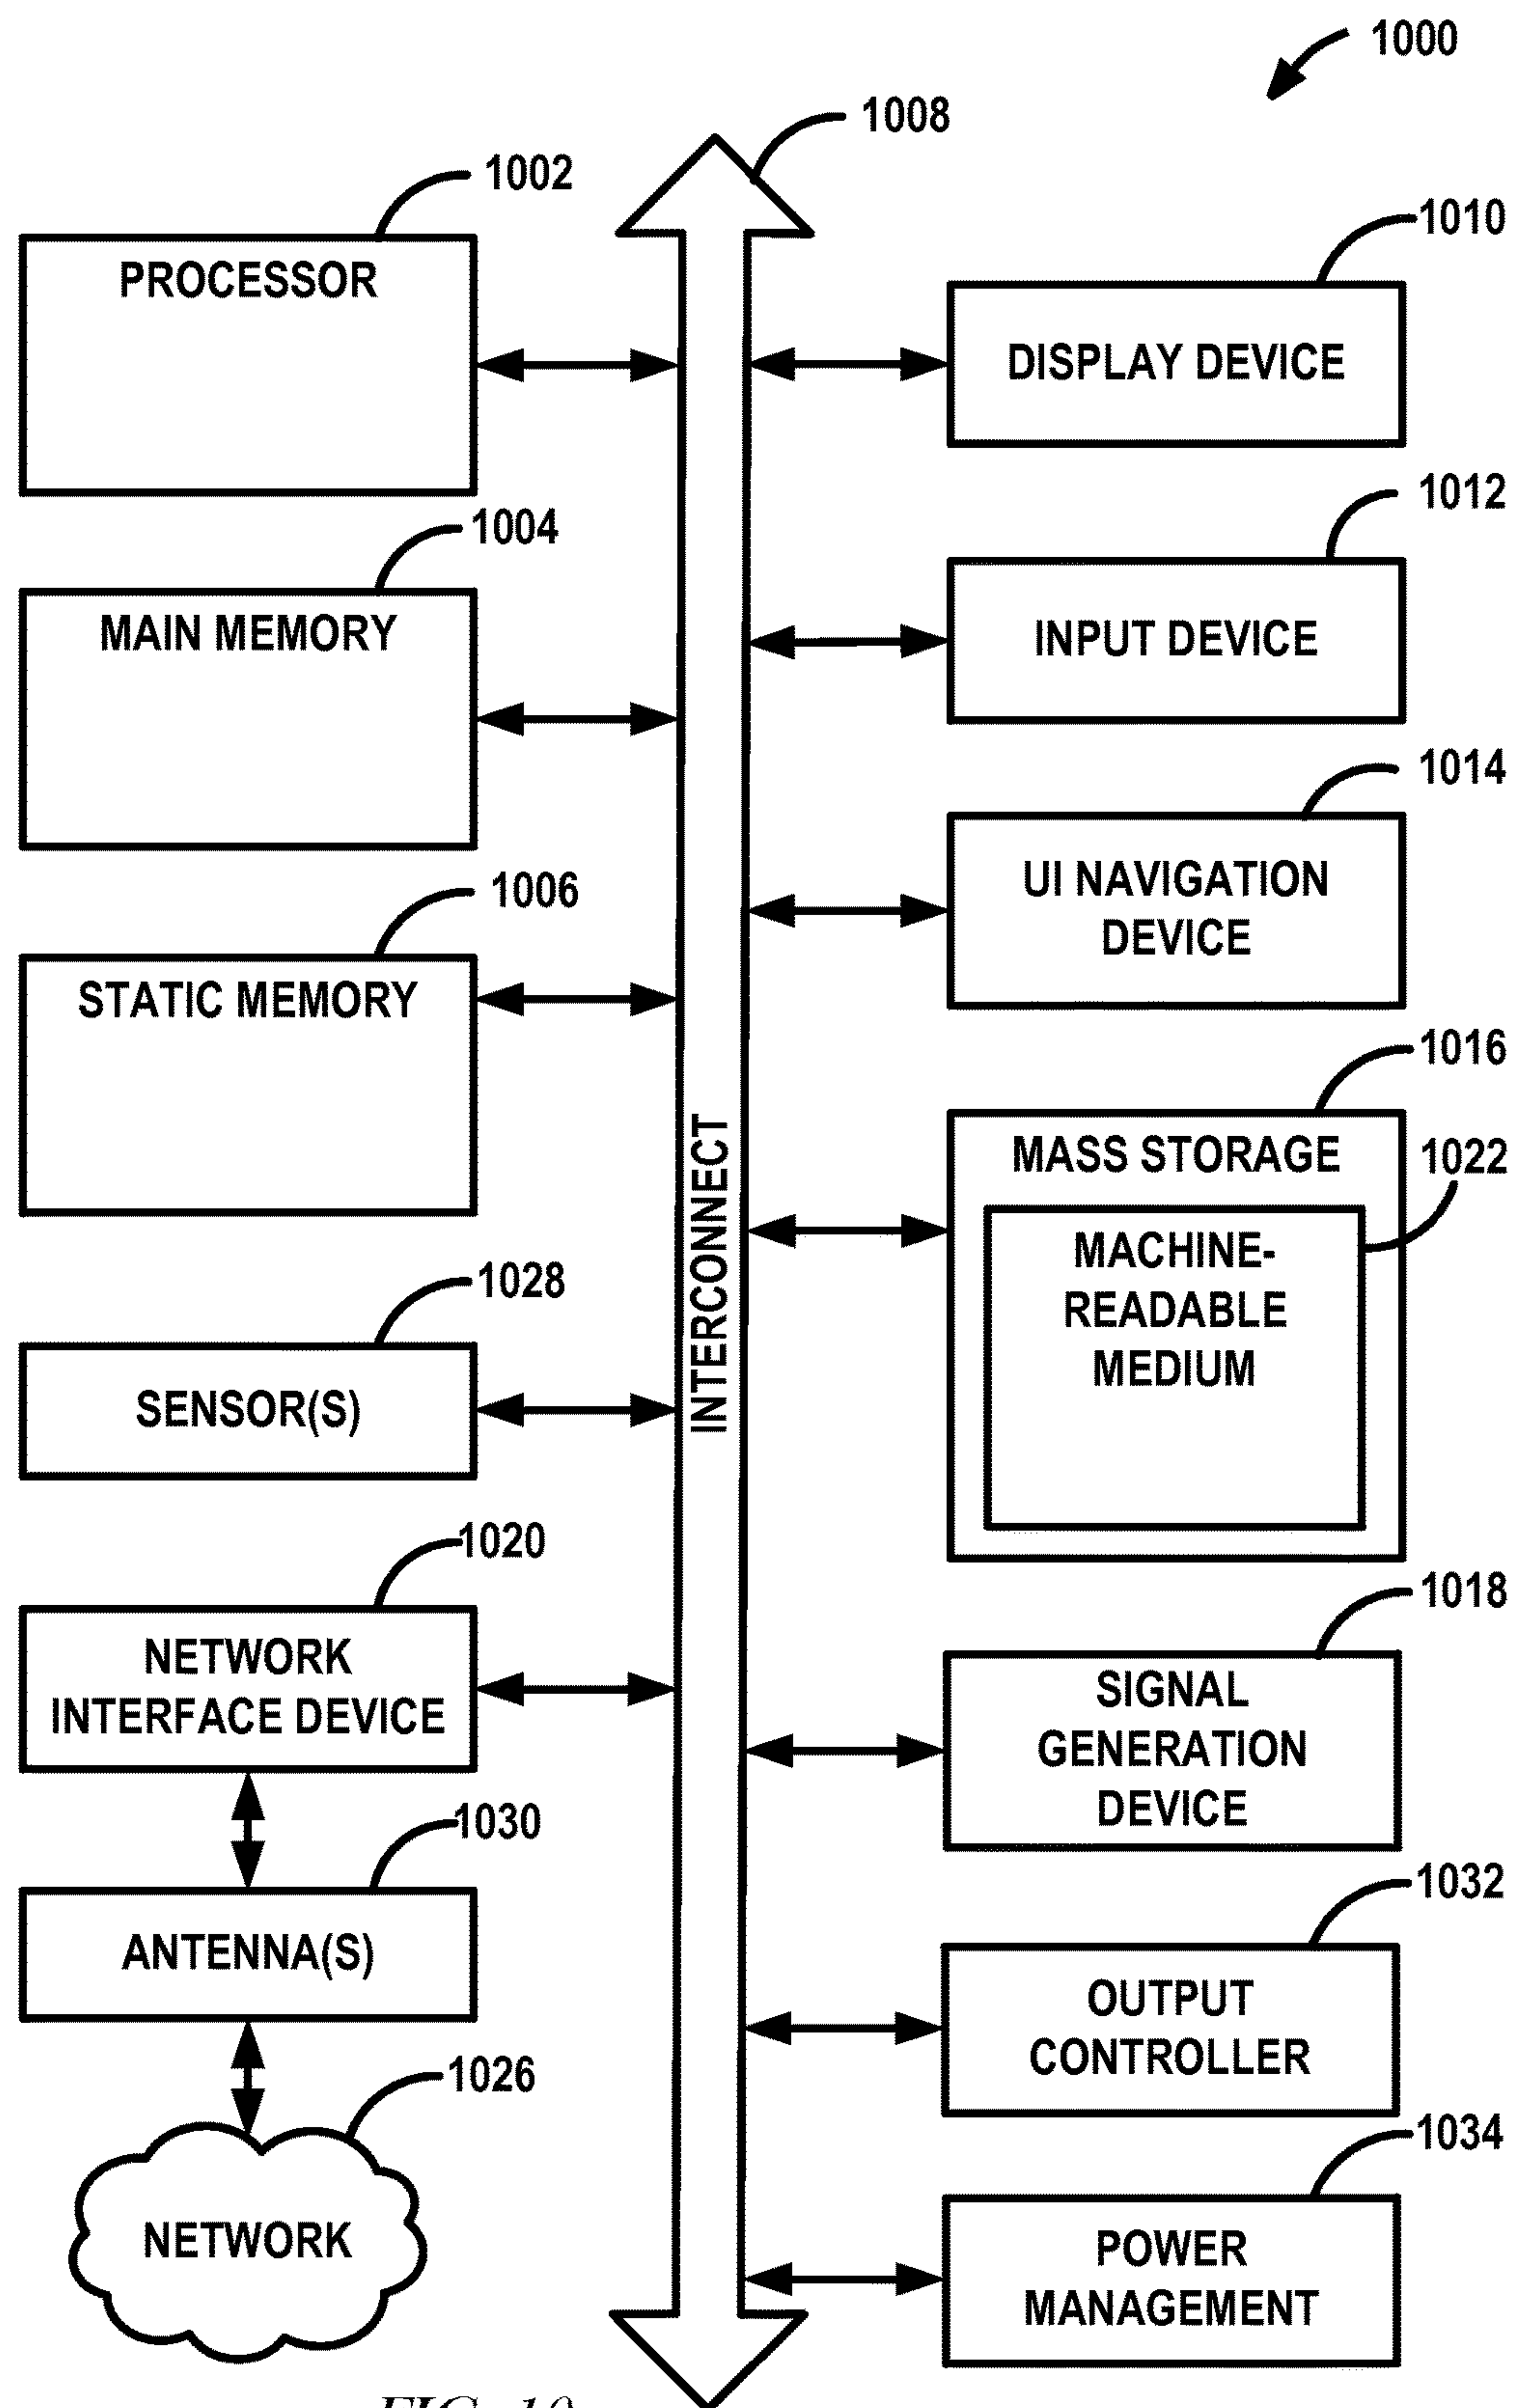 1000
1008
1002
PROCESSOR
1004
MAIN MEMORY
1006
STATIC MEMORY
1028
SENSOR(S)
1020
NETWORK
INTERFACE DEVICE
1030
ANTENNA(S)
1026
NETWORK
INTERCONNECT
1010
DISPLAY DEVICE
1012
INPUT DEVICE
1014
UI NAVIGATION
DEVICE
1016
MASS STORAGE
1022
MACHINE-
READABLE
MEDIUM
1018
SIGNAL
GENERATION
DEVICE
1032
OUTPUT
CONTROLLER
1034
POWER
MANAGEMENT
FIG. 10